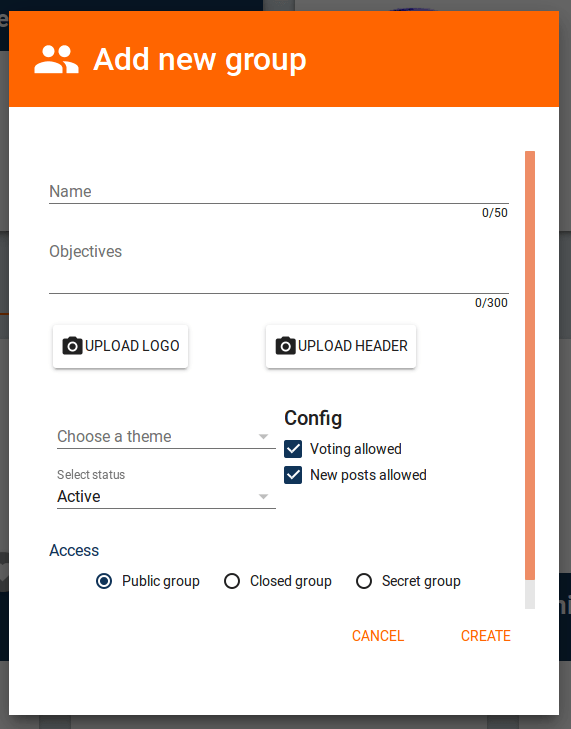 Add new group
Name
0/50
Objectives
0/300
UPLOAD LOGO
UPLOAD HEADER
Choose a theme
Select status
Active
Config
Voting allowed
New posts allowed
Access
Public group
Closed group
Secret group
CANCEL
CREATE